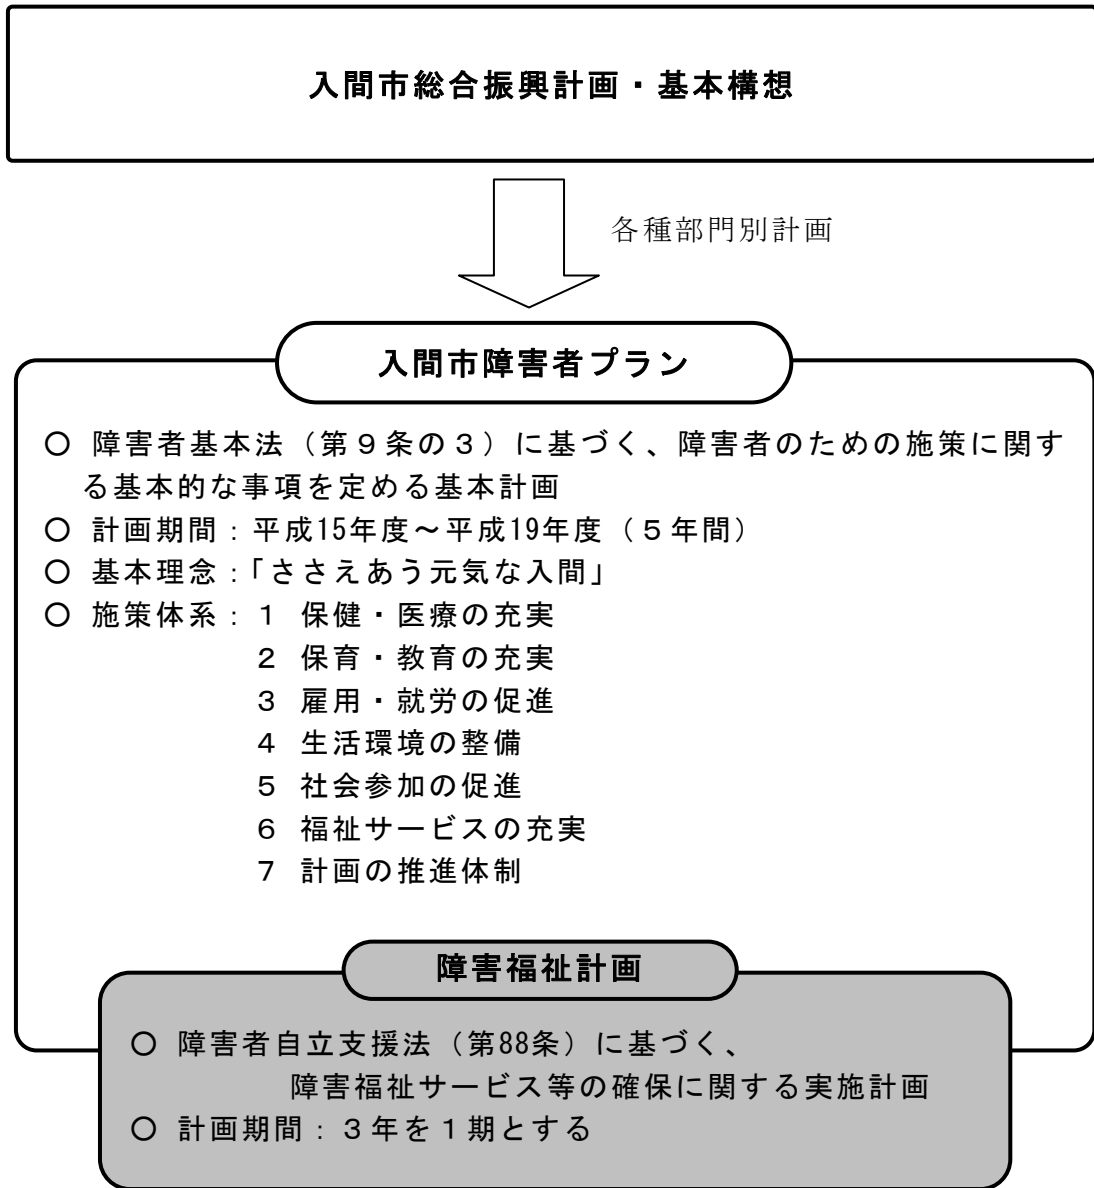 入間市総合振興計画・基本構想
各種部門別計画
入間市障害者プラン
○ 障害者基本法（第９条の３）に基づく、障害者のための施策に関す
る基本的な事項を定める基本計画
○ 計画期間：平成15年度～平成19年度（５年間）
○ 基本理念：「ささえあう元気な入間」
○ 施策体系：１ 保健・医療の充実
２ 保育・教育の充実
３ 雇用・就労の促進
４ 生活環境の整備
５ 社会参加の促進
６ 福祉サービスの充実
７ 計画の推進体制
障害福祉計画
○ 障害者自立支援法（第88条）に基づく、
障害福祉サービス等の確保に関する実施計画
○ 計画期間：３年を１期とする